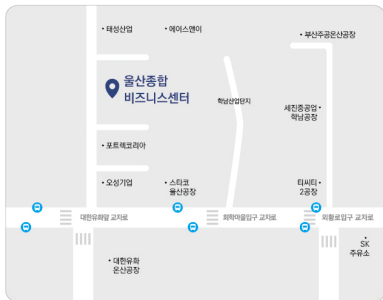 태성산업
에이스앤이
부산주공온산공장
울산종합
비즈니스센터
학남산업단지
세진중공업
학남공장
포트렉코리아
오성기업
스타코
울산공장
티씨티
2공장
대한유화앞 교차로
화학마을입구 교차로
외황로입구 교차로
대한유화
온산공장
SK
주유소